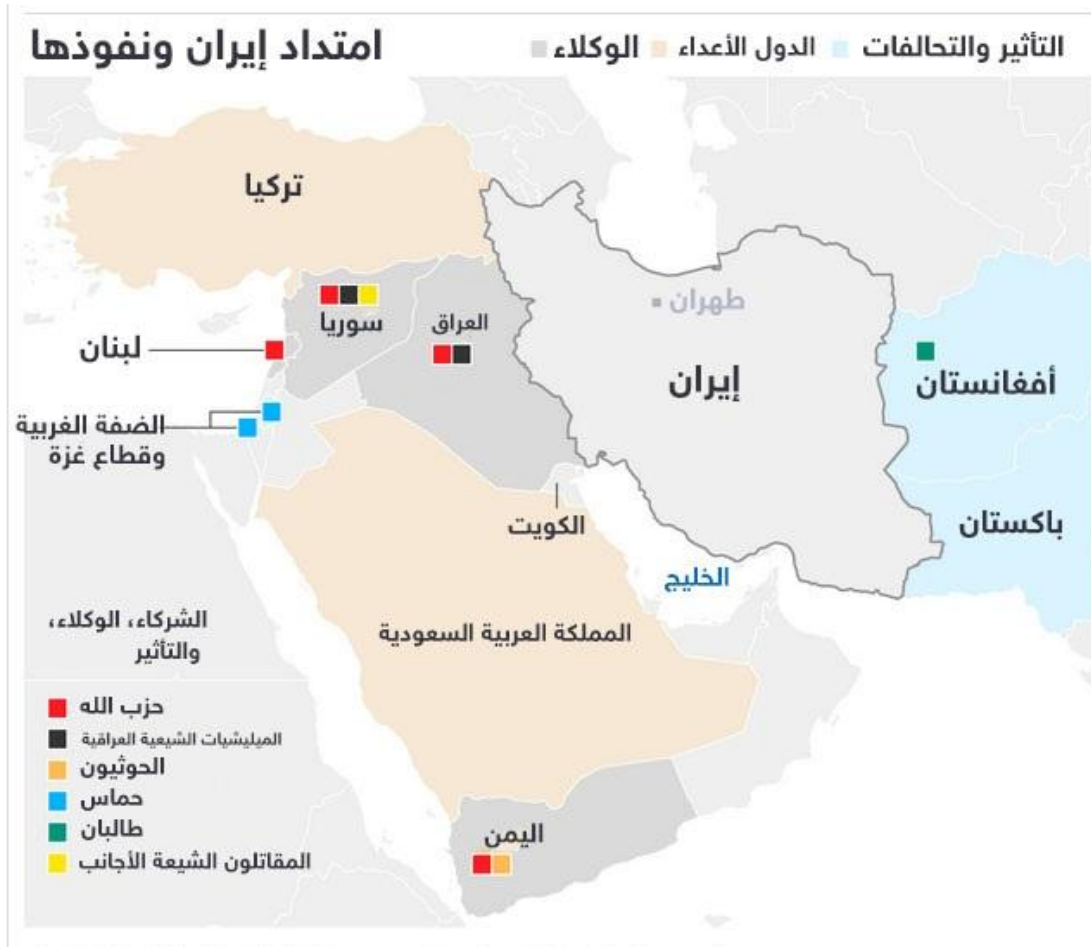 امتداد إيران ونفوذها
الوكلاء
الدول الأعداء
التأثير والتحالفات
تركيا
طهران
سوريا
العراق
لبنان
إيران
أفغانستان
الضفة الغربية
وقطاع غزة
الكويت
باكستان
الخليج
المملكة العربية السعودية
الشركاء، الوكلاء،
والتأثير
حزب الله
الميليشيات الشيعية العراقية
الحوثيون
حماس
طالبان
المقاتلون الشيعة الأجانب
اليمن